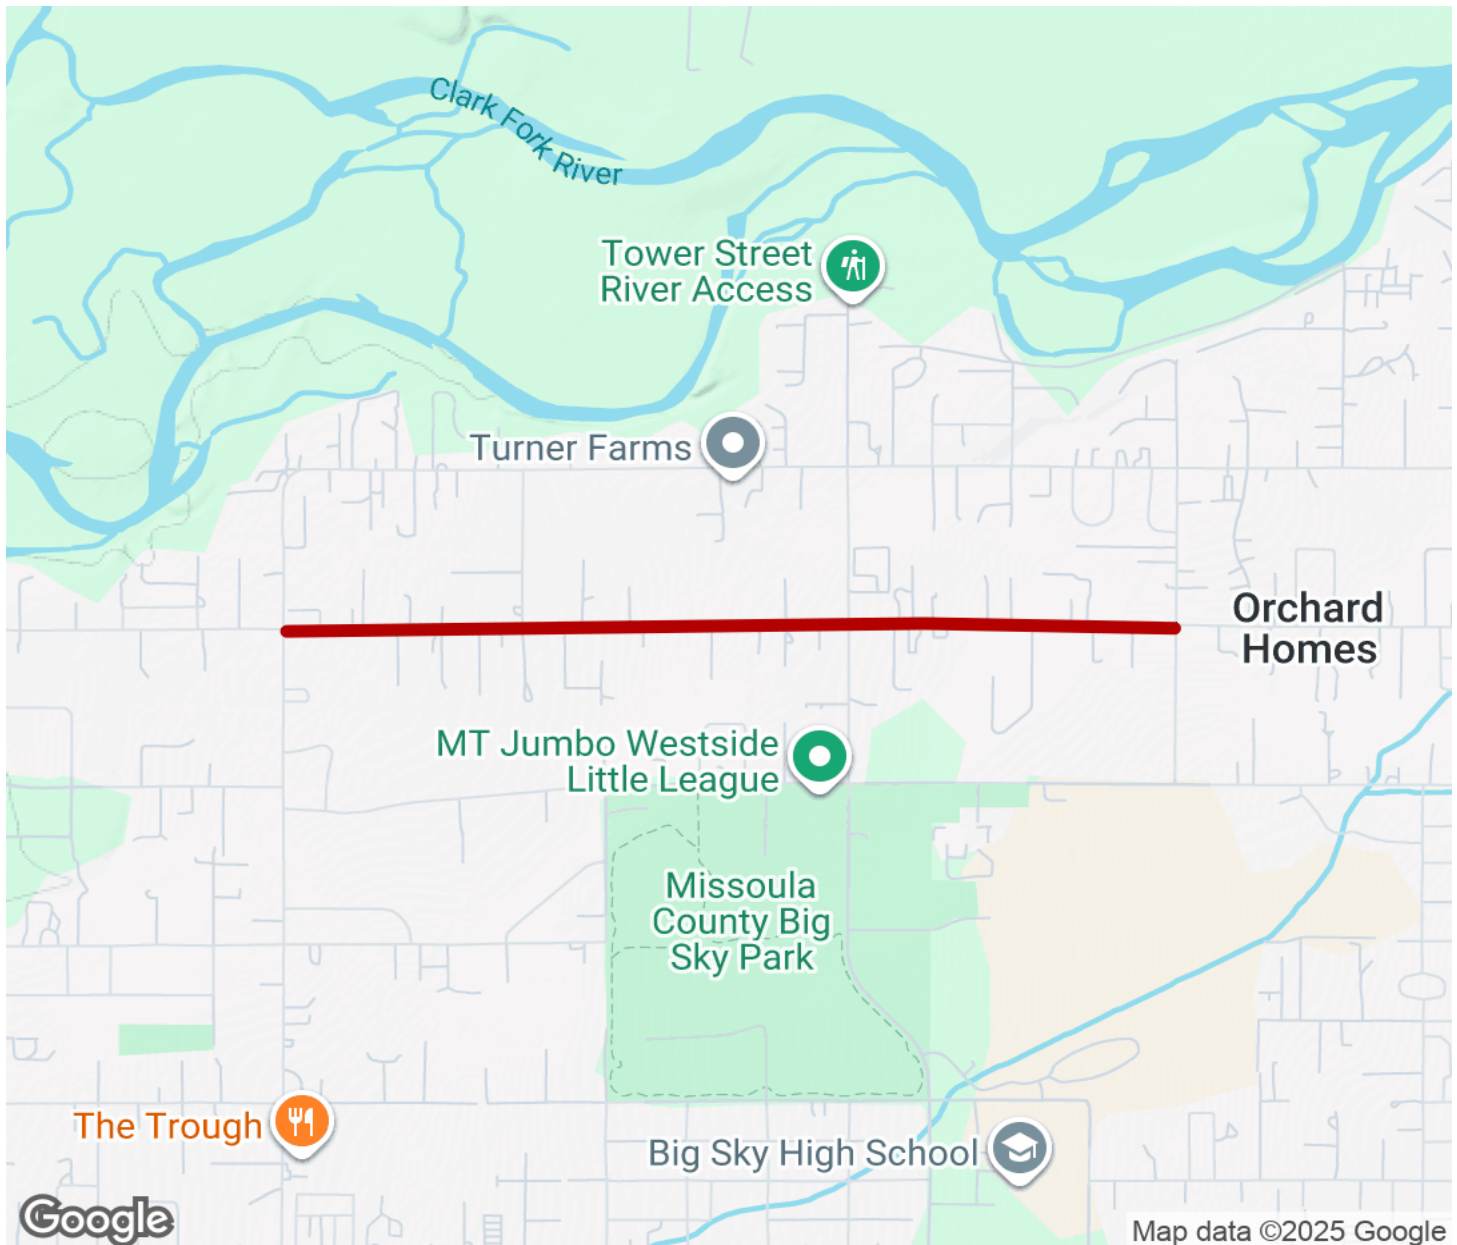 Clark Fork River
Tower Street
River Access
Turner Farms
Orchard
Homes
MT Jumbo Westside
Little League
Missoula
County Big
Sky Park
The Trough
Big Sky High School
Google
Map data ©2025 Google